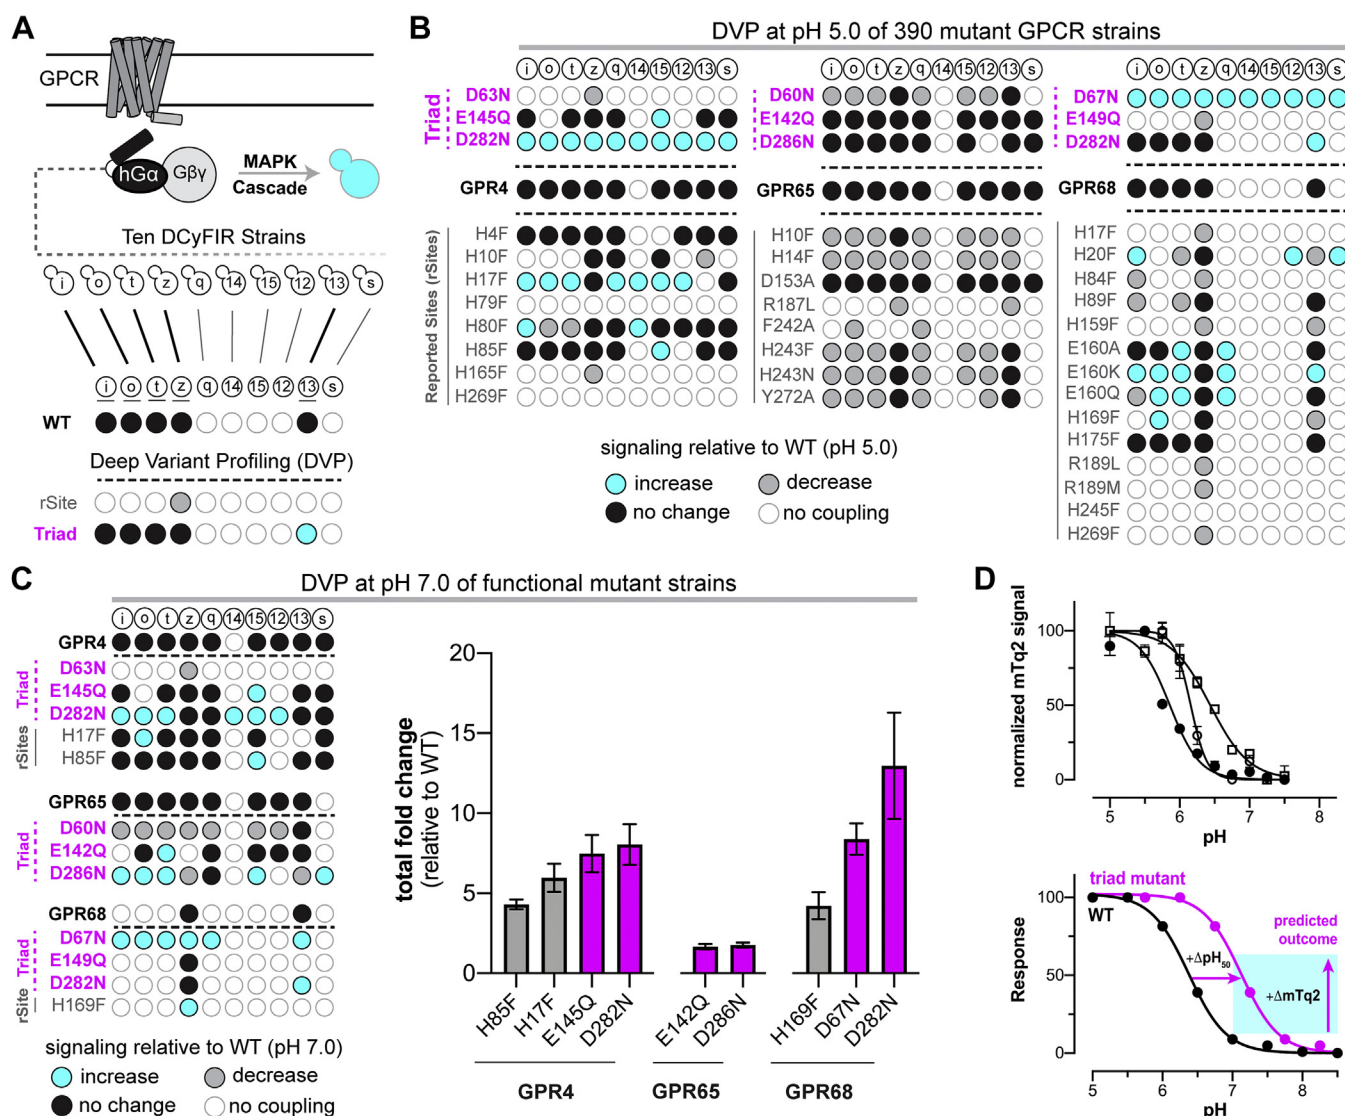 A
GPCR
hGα
Gβγ
MAPK
Cascade
Ten DCyFIR Strains
i o t z q 14 15 12 13 s
i o t z q 14 15 12 13 s
WT
Deep Variant Profiling (DVP)
rSite
Triad
B
DVP at pH 5.0 of 390 mutant GPCR strains
i o t z q 14 15 12 13 s
Triad
D63N
E145Q
D282N
GPR4
Reported Sites (rSites)
H4F
H10F
H17F
H79F
H80F
H85F
H165F
H269F
i o t z q 14 15 12 13 s
D60N
E142Q
D286N
GPR65
H10F
H14F
D153A
R187L
F242A
H243F
H243N
Y272A
i o t z q 14 15 12 13 s
D67N
E149Q
D282N
GPR68
H17F
H20F
H84F
H89F
H159F
E160A
E160K
E160Q
H169F
H175F
R189L
R189M
H245F
H269F
signaling relative to WT (pH 5.0)
increase
decrease
no change
no coupling
C
DVP at pH 7.0 of functional mutant strains
i o t z q 14 15 12 13 s
GPR4
Triad
D63N
E145Q
D282N
rSites
H17F
H85F
GPR65
Triad
D60N
E142Q
D286N
GPR68
Triad
D67N
E149Q
D282N
rSite
H169F
signaling relative to WT (pH 7.0)
increase
decrease
no change
no coupling
total fold change
(relative to WT)
20
15
10
5
0
H85F
H17F
E145Q
D282N
E142Q
D286N
H169F
D67N
D282N
GPR4
GPR65
GPR68
D
normalized mTq2 signal
100
50
0
5 6 7 8
pH
Response
100
50
0
triad mutant
WT
predicted
outcome
+ΔpH50
+ΔmTq2
5 6 7 8
pH